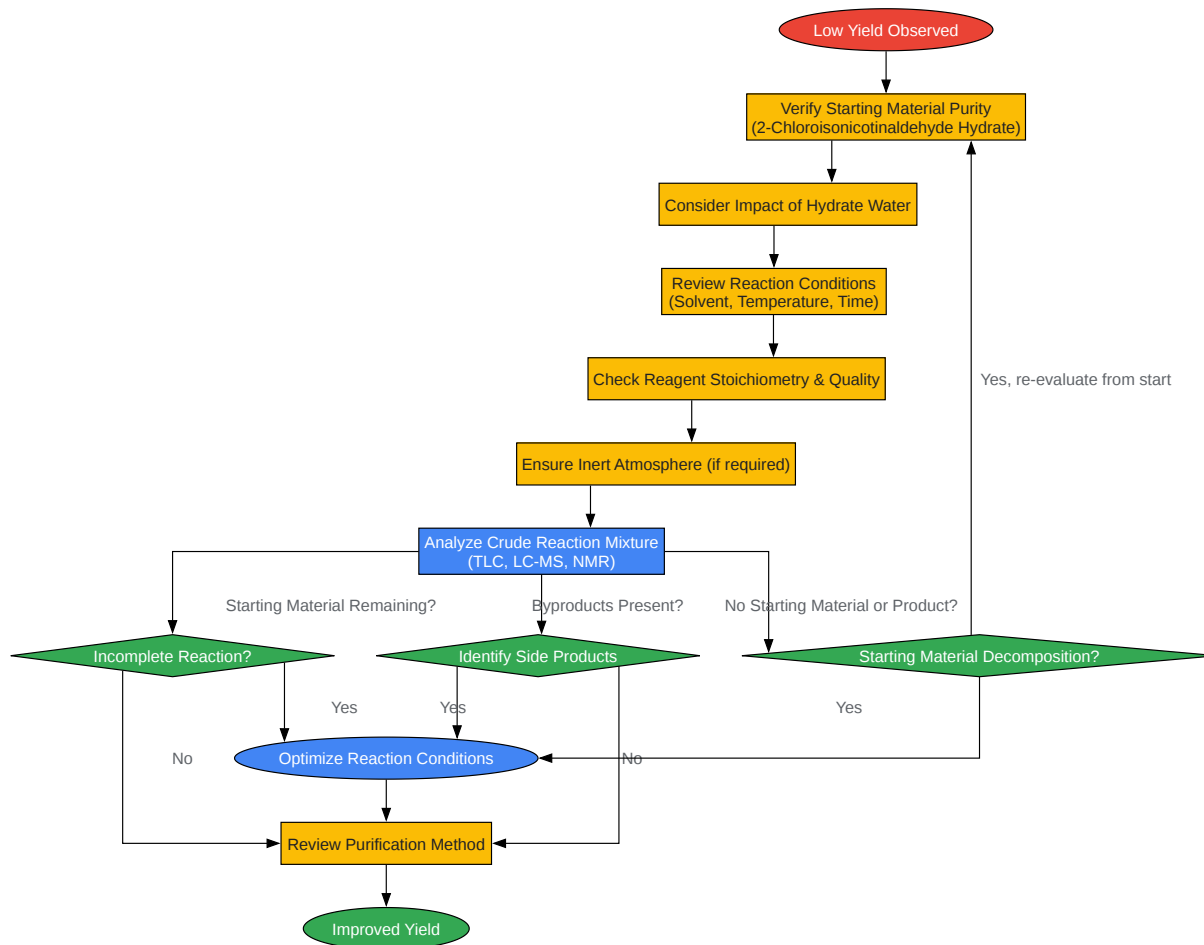 Low Yield Observed
Verify Starting Material Purity
(2-Chloroisonicotinaldehyde Hydrate)
Consider Impact of Hydrate Water
Review Reaction Conditions
(Solvent, Temperature, Time)
Check Reagent Stoichiometry & Quality
Yes, re-evaluate from start
Ensure Inert Atmosphere (if required)
Analyze Crude Reaction Mixture
(TLC, LC-MS, NMR)
Starting Material Remaining?
Byproducts Present?
No Starting Material or Product?
Incomplete Reaction?
Identify Side Products
Starting Material Decomposition?
Yes
Yes
Yes
No
Optimize Reaction Conditions
No
Review Purification Method
Improved Yield